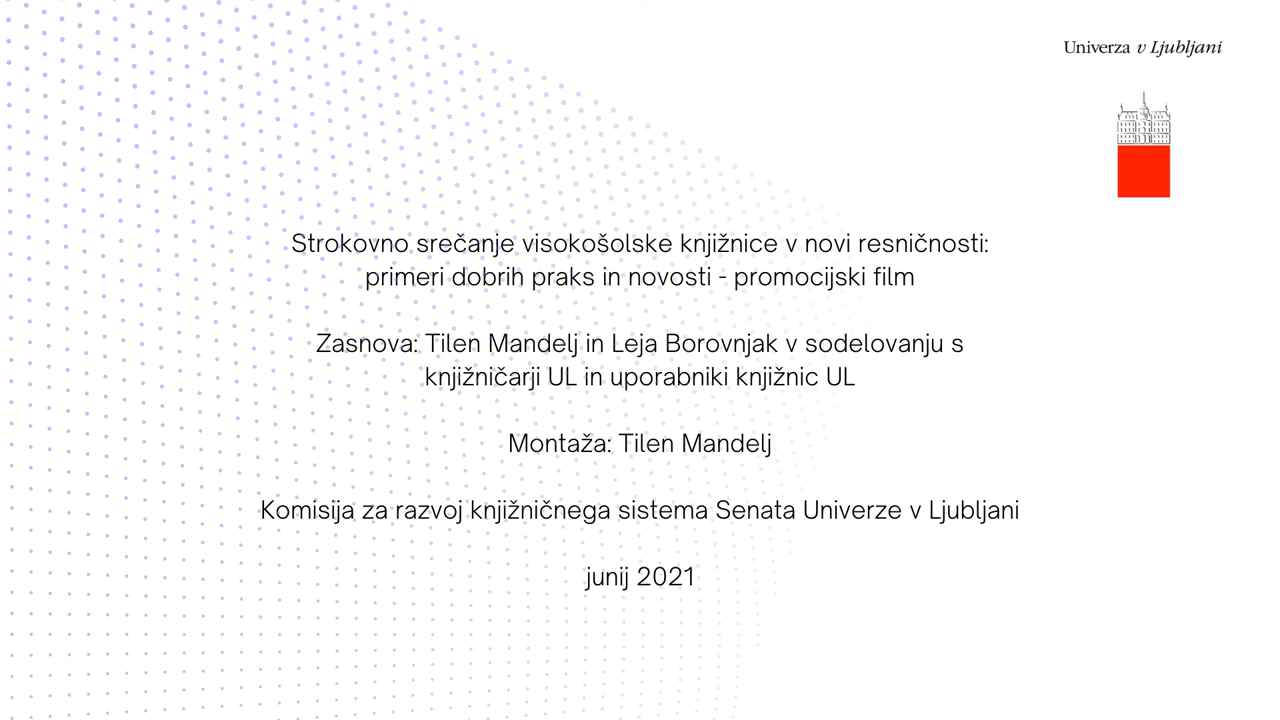 Univerza v Ljubljani
Strokovno srečanje visokošolske knjižnice v novi resničnosti:
primeri dobrih praks in novosti - promocijski film
Zasnova: Tilen Mandelj in Leja Borovnjak v sodelovanju s
knjižničarji UL in uporabniki knjižnic UL
Montaža: Tilen Mandelj
Komisija za razvoj knjižničnega sistema Senata Univerze v Ljubljani
junij 2021